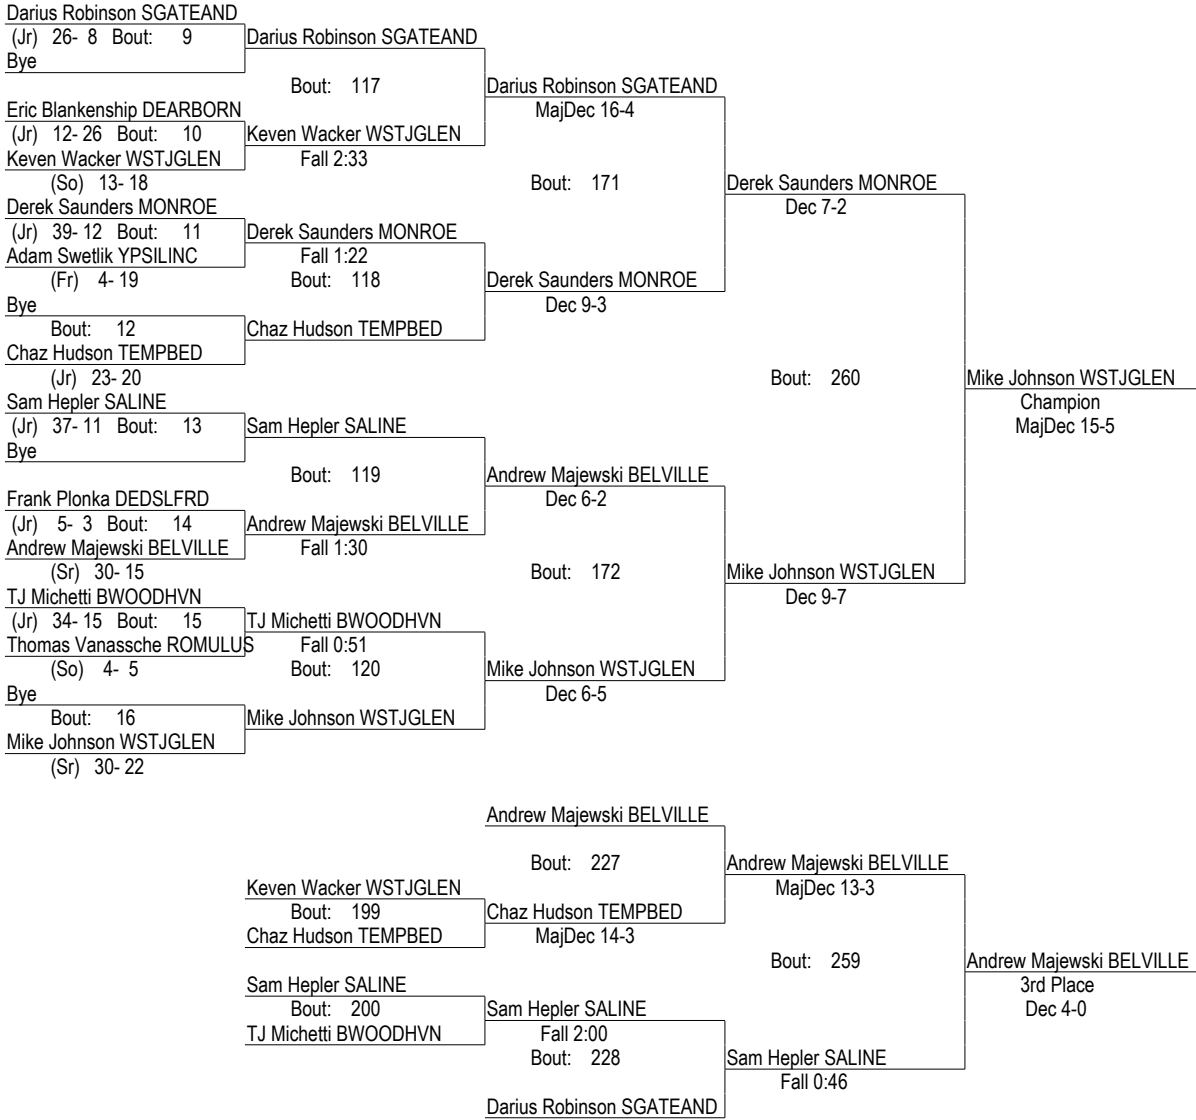 Darius Robinson SGATEAND
(Jr) 26- 8 Bout: 9 Darius Robinson SGATEAND
Bye
Bout: 117 Darius Robinson SGATEAND
Eric Blankenship DEARBORN MajDec 16-4
(Jr) 12- 26 Bout: 10 Keven Wacker WSTJGLEN
Keven Wacker WSTJGLEN Fall 2:33
(So) 13- 18 Bout: 171 Derek Saunders MONROE
Derek Saunders MONROE Dec 7-2
(Jr) 39- 12 Bout: 11 Derek Saunders MONROE
Adam Swetlik YPSILINC Fall 1:22
(Fr) 4- 19 Bout: 118 Derek Saunders MONROE
Bye Dec 9-3
Bout: 12 Chaz Hudson TEMPBED
Chaz Hudson TEMPBED
(Jr) 23- 20 Bout: 260 Mike Johnson WSTJGLEN
Sam Hepler SALINE Champion
(Jr) 37- 11 Bout: 13 Sam Hepler SALINE MajDec 15-5
Bye
Bout: 119 Andrew Majewski BELVILLE
Frank Plonka DEDSLFRD Dec 6-2
(Jr) 5- 3 Bout: 14 Andrew Majewski BELVILLE
Andrew Majewski BELVILLE Fall 1:30
(Sr) 30- 15 Bout: 172 Mike Johnson WSTJGLEN
TJ Michetti BWOODHVN Dec 9-7
(Jr) 34- 15 Bout: 15 TJ Michetti BWOODHVN
Thomas Vanassche ROMULUS Fall 0:51
(So) 4- 5 Bout: 120 Mike Johnson WSTJGLEN
Bye Dec 6-5
Bout: 16 Mike Johnson WSTJGLEN
Mike Johnson WSTJGLEN
(Sr) 30- 22
Andrew Majewski BELVILLE
Bout: 227 Andrew Majewski BELVILLE
Keven Wacker WSTJGLEN MajDec 13-3
Bout: 199 Chaz Hudson TEMPBED
Chaz Hudson TEMPBED MajDec 14-3
Bout: 259 Andrew Majewski BELVILLE
Sam Hepler SALINE 3rd Place
Bout: 200 Sam Hepler SALINE Dec 4-0
TJ Michetti BWOODHVN Fall 2:00
Bout: 228 Sam Hepler SALINE
Fall 0:46
Darius Robinson SGATEAND